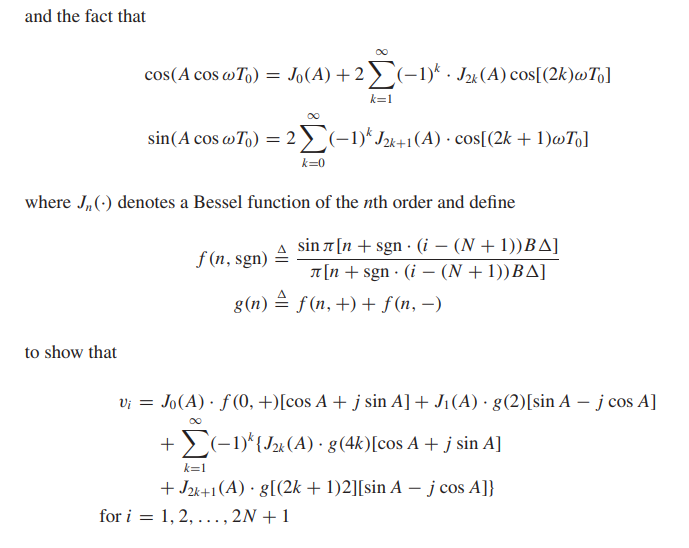 and the fact that
cos(A cos ωT₀) = J₀(A) + 2 ∑_{k=1}^{∞} (−1)^k · J_{2k}(A) cos[(2k)ωT₀]
sin(A cos ωT₀) = 2 ∑_{k=0}^{∞} (−1)^k J_{2k+1}(A) · cos[(2k + 1)ωT₀]
where J_n(·) denotes a Bessel function of the nth order and define
f(n, sgn) ≜ sin π[n + sgn · (i − (N + 1))BΔ] / π[n + sgn · (i − (N + 1))BΔ]
g(n) ≜ f(n, +) + f(n, −)
to show that
v_i = J₀(A) · f(0, +)[cos A + j sin A] + J₁(A) · g(2)[sin A − j cos A]
+ ∑_{k=1}^{∞} (−1)^k {J_{2k}(A) · g(4k)[cos A + j sin A]
+ J_{2k+1}(A) · g[(2k + 1)2][sin A − j cos A]}
for i = 1, 2, . . . , 2N + 1